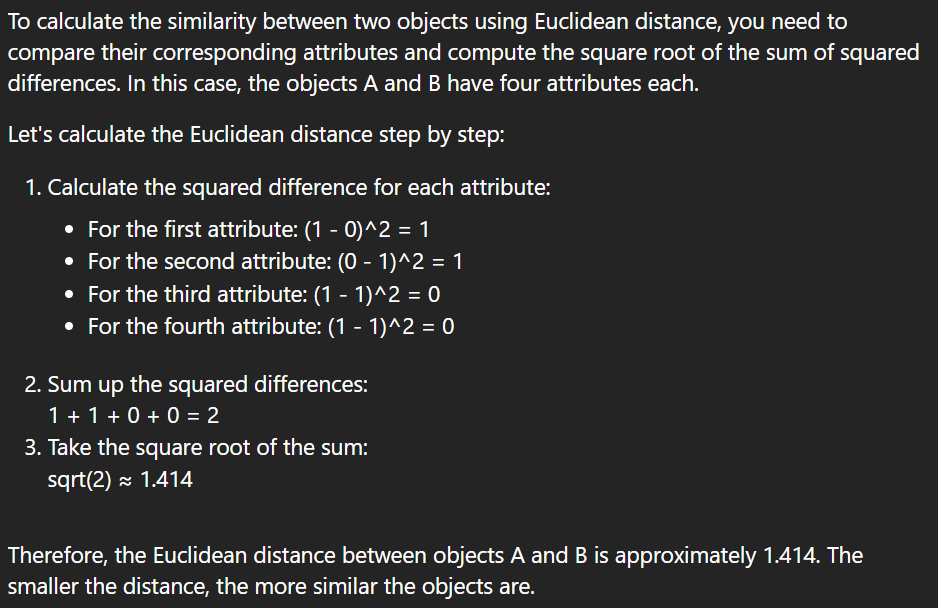 To calculate the similarity between two objects using Euclidean distance, you need to
compare their corresponding attributes and compute the square root of the sum of squared
differences. In this case, the objects A and B have four attributes each.
Let's calculate the Euclidean distance step by step:
1. Calculate the squared difference for each attribute:
• For the first attribute: (1 - 0)^2 = 1
• For the second attribute: (0 - 1)^2 = 1
• For the third attribute: (1 - 1)^2 = 0
• For the fourth attribute: (1 - 1)^2 = 0
2. Sum up the squared differences:
1 + 1 + 0 + 0 = 2
3. Take the square root of the sum:
sqrt(2) ≈ 1.414
Therefore, the Euclidean distance between objects A and B is approximately 1.414. The
smaller the distance, the more similar the objects are.